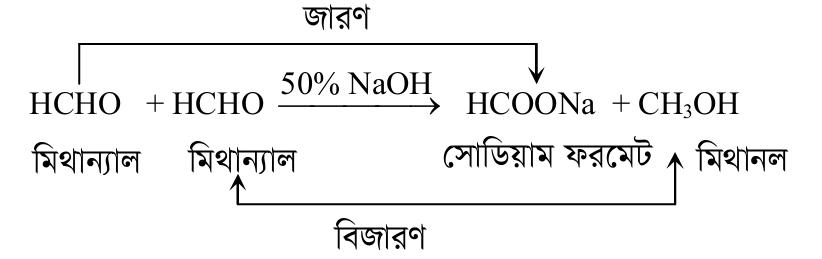 জারণ
HCHO + HCHO 50% NaOH → HCOONa + CH₃OH
মিথান্যাল মিথান্যাল সোডিয়াম ফরমেট মিথানল
বিজারণ